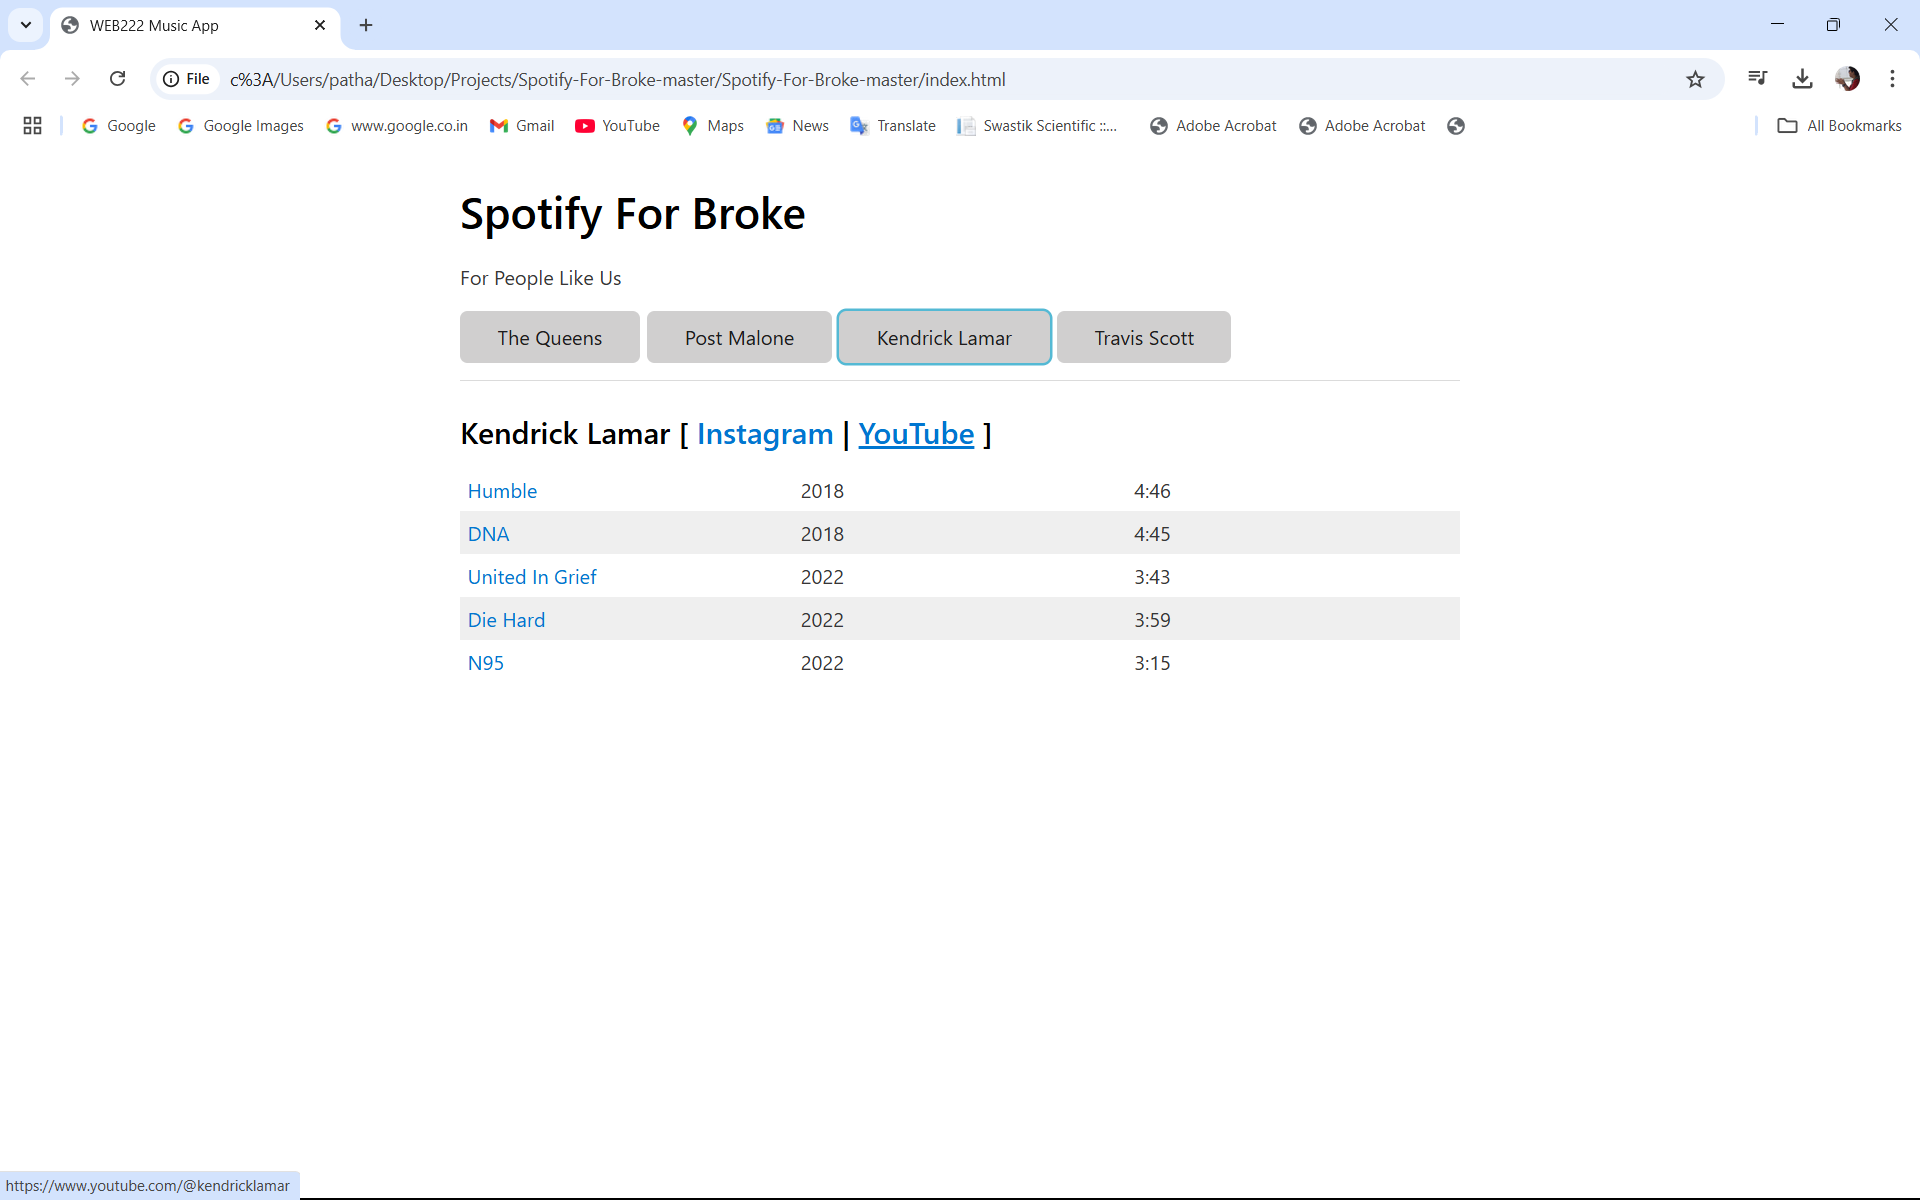 WEB222 Music App
File c%3A/Users/patha/Desktop/Projects/Spotify-For-Broke-master/Spotify-For-Broke-master/index.html
Google Google Images www.google.co.in Gmail YouTube Maps News Translate Swastik Scientific ::... Adobe Acrobat Adobe Acrobat All Bookmarks
Spotify For Broke
For People Like Us
The Queens Post Malone Kendrick Lamar Travis Scott
Kendrick Lamar [ Instagram | YouTube ]
Humble 2018 4:46
DNA 2018 4:45
United In Grief 2022 3:43
Die Hard 2022 3:59
N95 2022 3:15
https://www.youtube.com/@kendricklamar